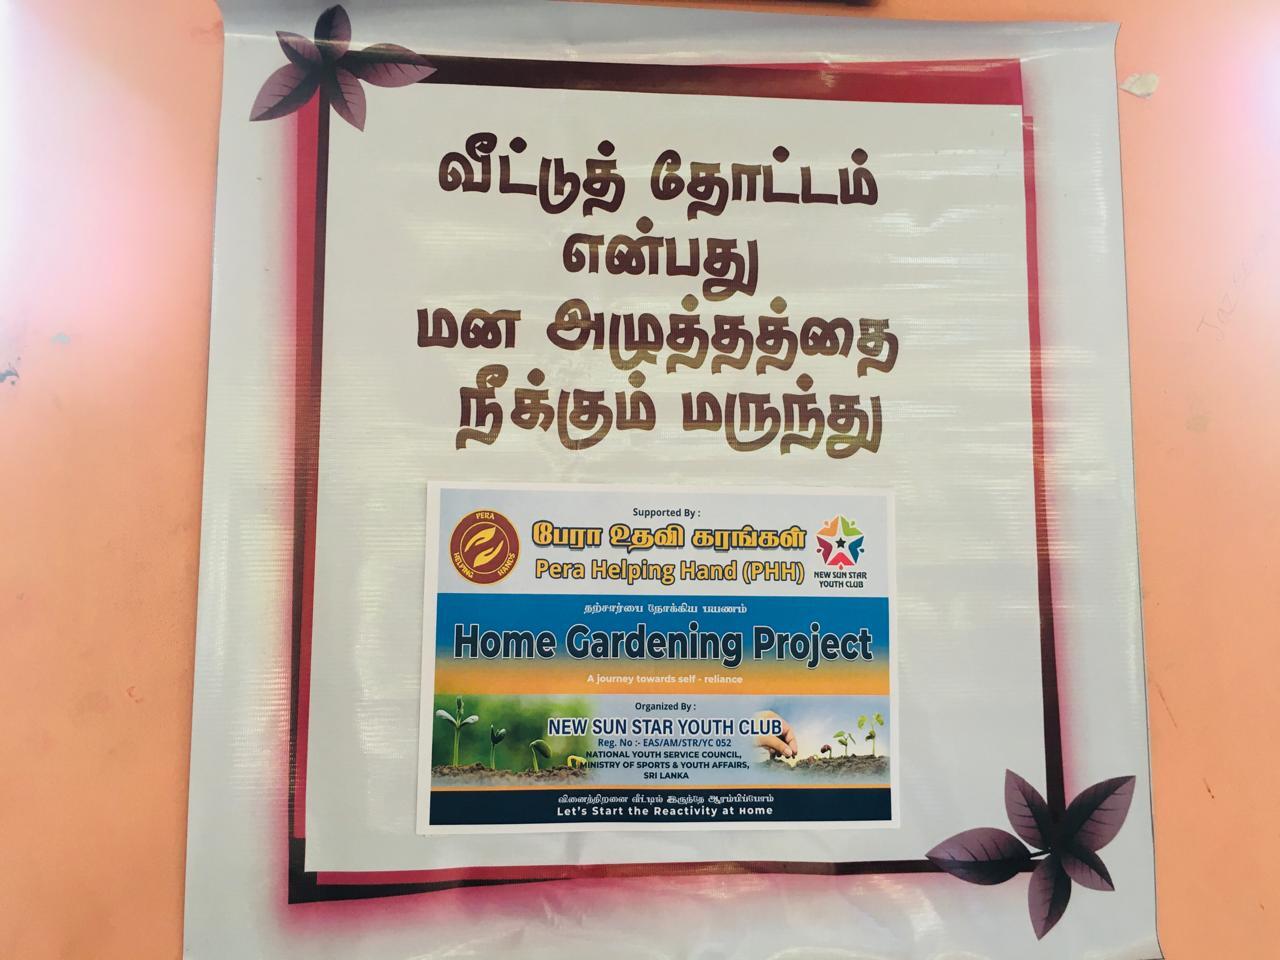 வீட்டுத் தோட்டம்
என்பது
மன அழுத்தத்தை
நீக்கும் மருந்து
Supported By :
PERA
HELPING HANDS
பேரா உதவி கரங்கள்
Pera Helping Hand (PHH)
NEW SUN STAR
YOUTH CLUB
தற்சார்பை நோக்கிய பயணம்
Home Gardening Project
A journey towards self - reliance
Organized By :
NEW SUN STAR YOUTH CLUB
Reg. No :- EAS/AM/STR/YC 052
NATIONAL YOUTH SERVICE COUNCIL,
MINISTRY OF SPORTS & YOUTH AFFAIRS,
SRI LANKA
வினைத்திறனை வீட்டில் இருந்தே ஆரம்பிப்போம்
Let's Start the Reactivity at Home